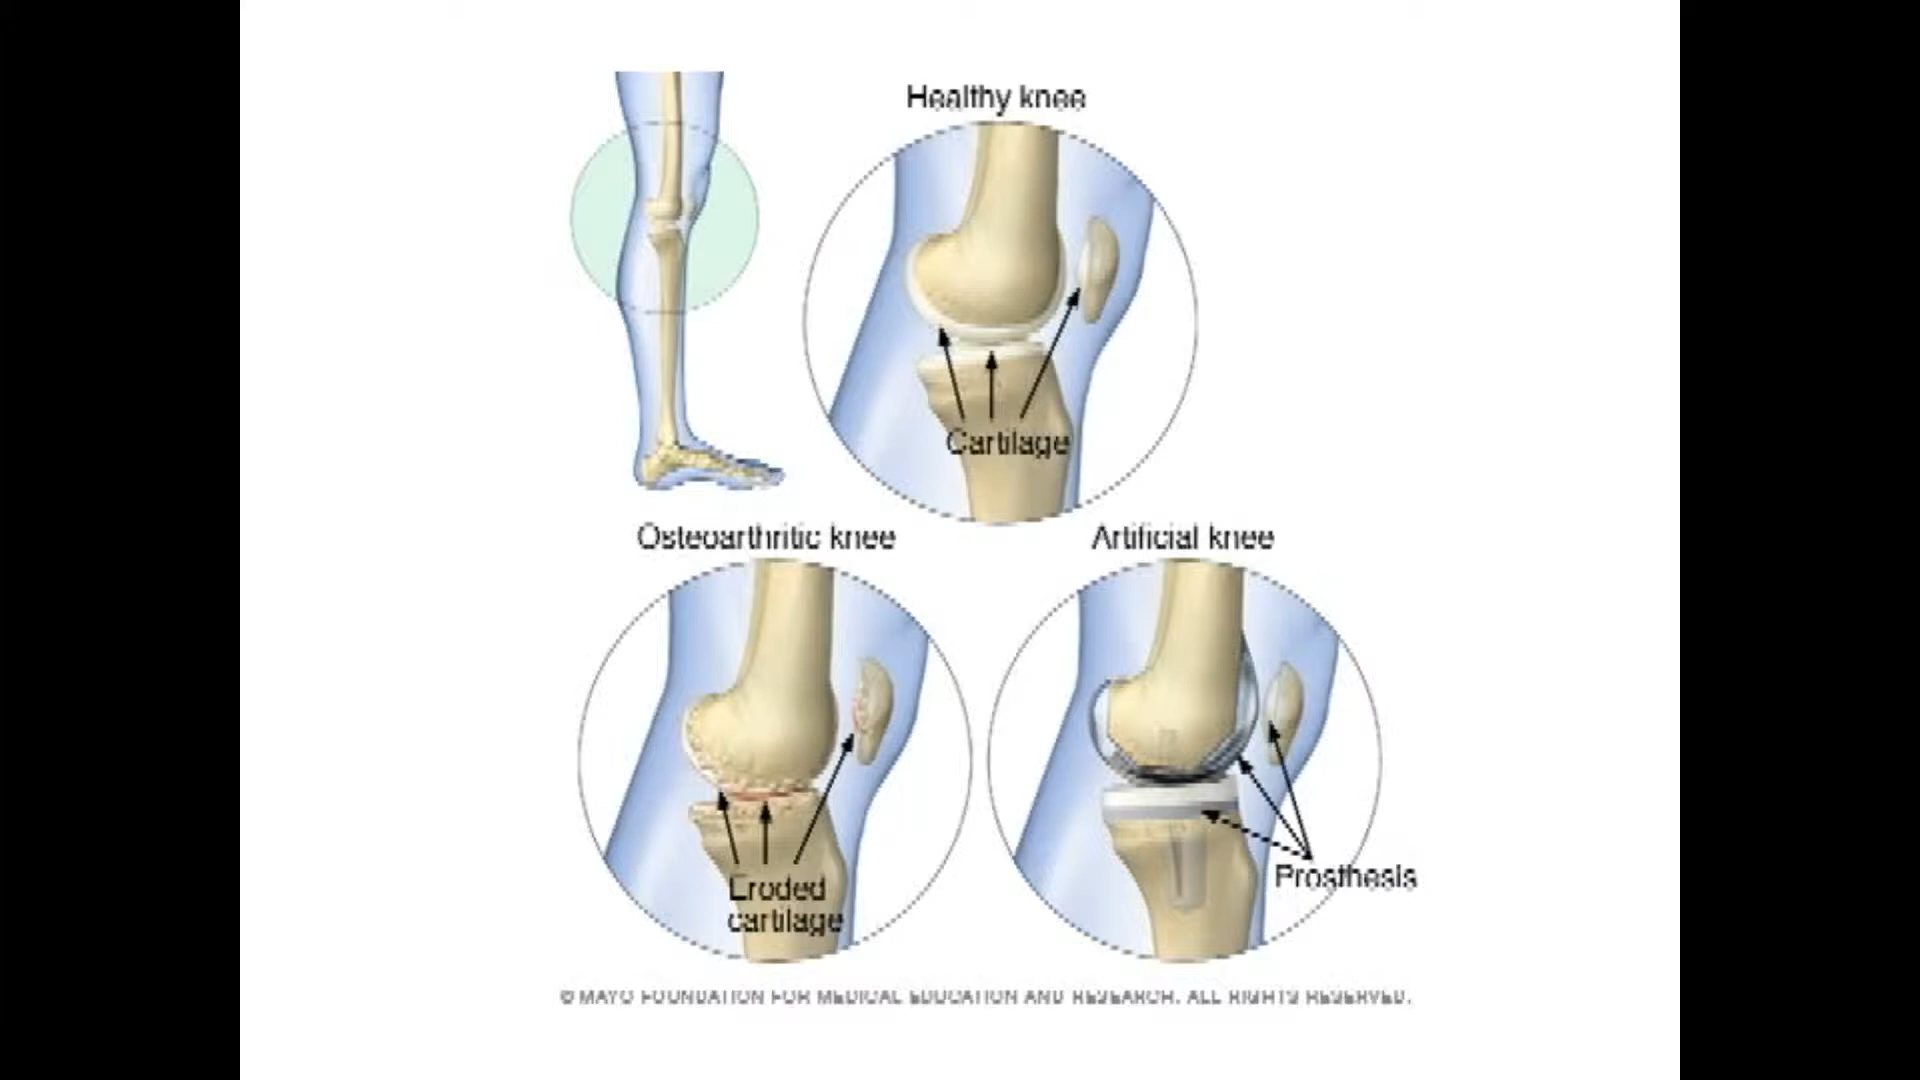 Healthy knee
Cartilage
Osteoarthritic knee
Artificial knee
Eroded
cartilage
Prosthesis
© MAYO FOUNDATION FOR MEDICAL EDUCATION AND RESEARCH. ALL RIGHTS RESERVED.